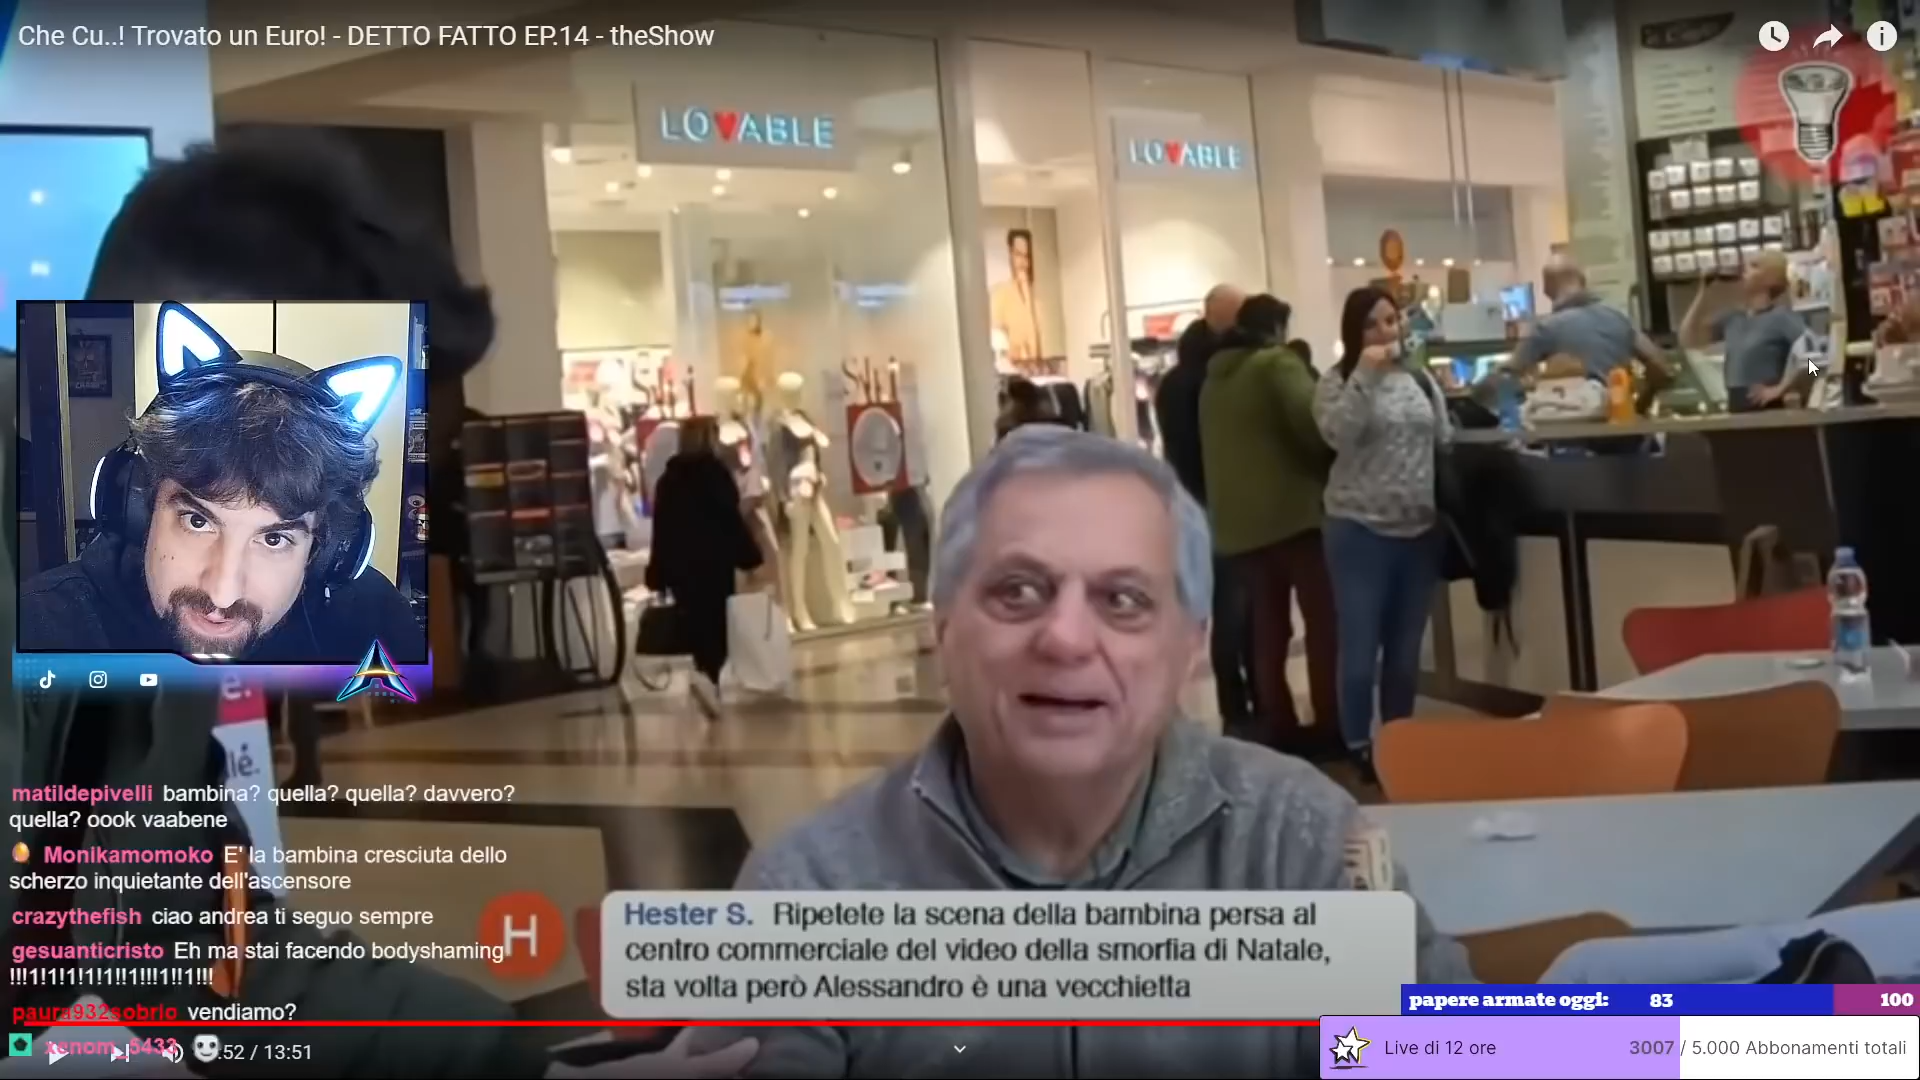 Che Cu..! Trovato un Euro! - DETTO FATTO EP.14 - theShow
LOVABLE
LOVABLE
lé.
matildepivelli bambina? quella? quella? davvero?
quella? oook vaabene
Monikamomoko E' la bambina cresciuta dello
scherzo inquietante dell'ascensore
crazythefish ciao andrea ti seguo sempre
gesuanticristo Eh ma stai facendo bodyshaming
!!!1!1!1!1!1!!1!!!1!!1!!!
paura932sobrio vendiamo?
xenom_5433
:52 / 13:51
H
Hester S. Ripetete la scena della bambina persa al
centro commerciale del video della smorfia di Natale,
sta volta però Alessandro è una vecchietta
papere armate oggi: 83 100
Live di 12 ore 3007 / 5.000 Abbonamenti totali